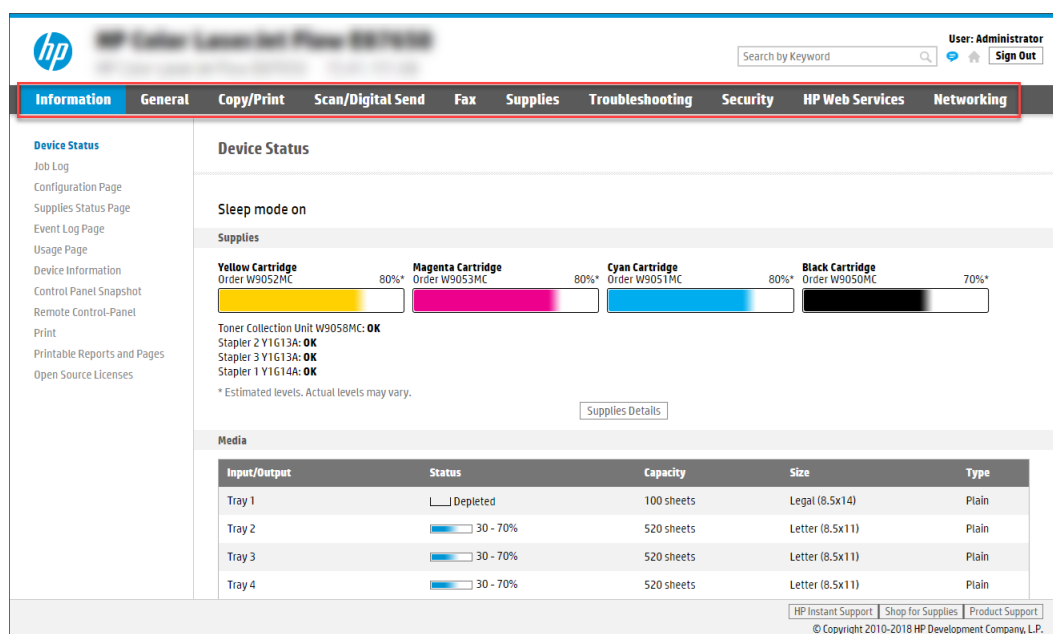 hp
User: Administrator
Search by Keyword
Sign Out
Information General Copy/Print Scan/Digital Send Fax Supplies Troubleshooting Security HP Web Services Networking
Device Status
Job Log
Configuration Page
Supplies Status Page
Event Log Page
Usage Page
Device Information
Control Panel Snapshot
Remote Control-Panel
Print
Printable Reports and Pages
Open Source Licenses
Device Status
Sleep mode on
Supplies
Yellow Cartridge
Order W9052MC 80%*
Magenta Cartridge
Order W9053MC 80%*
Cyan Cartridge
Order W9051MC 80%*
Black Cartridge
Order W9050MC 70%*
Toner Collection Unit W9058MC: OK
Stapler 2 Y1G13A: OK
Stapler 3 Y1G13A: OK
Stapler 1 Y1G14A: OK
* Estimated levels. Actual levels may vary.
Supplies Details
Media
Input/Output Status Capacity Size Type
Tray 1 Depleted 100 sheets Legal (8.5x14) Plain
Tray 2 30 - 70% 520 sheets Letter (8.5x11) Plain
Tray 3 30 - 70% 520 sheets Letter (8.5x11) Plain
Tray 4 30 - 70% 520 sheets Letter (8.5x11) Plain
HP Instant Support Shop for Supplies Product Support
© Copyright 2010-2018 HP Development Company, L.P.